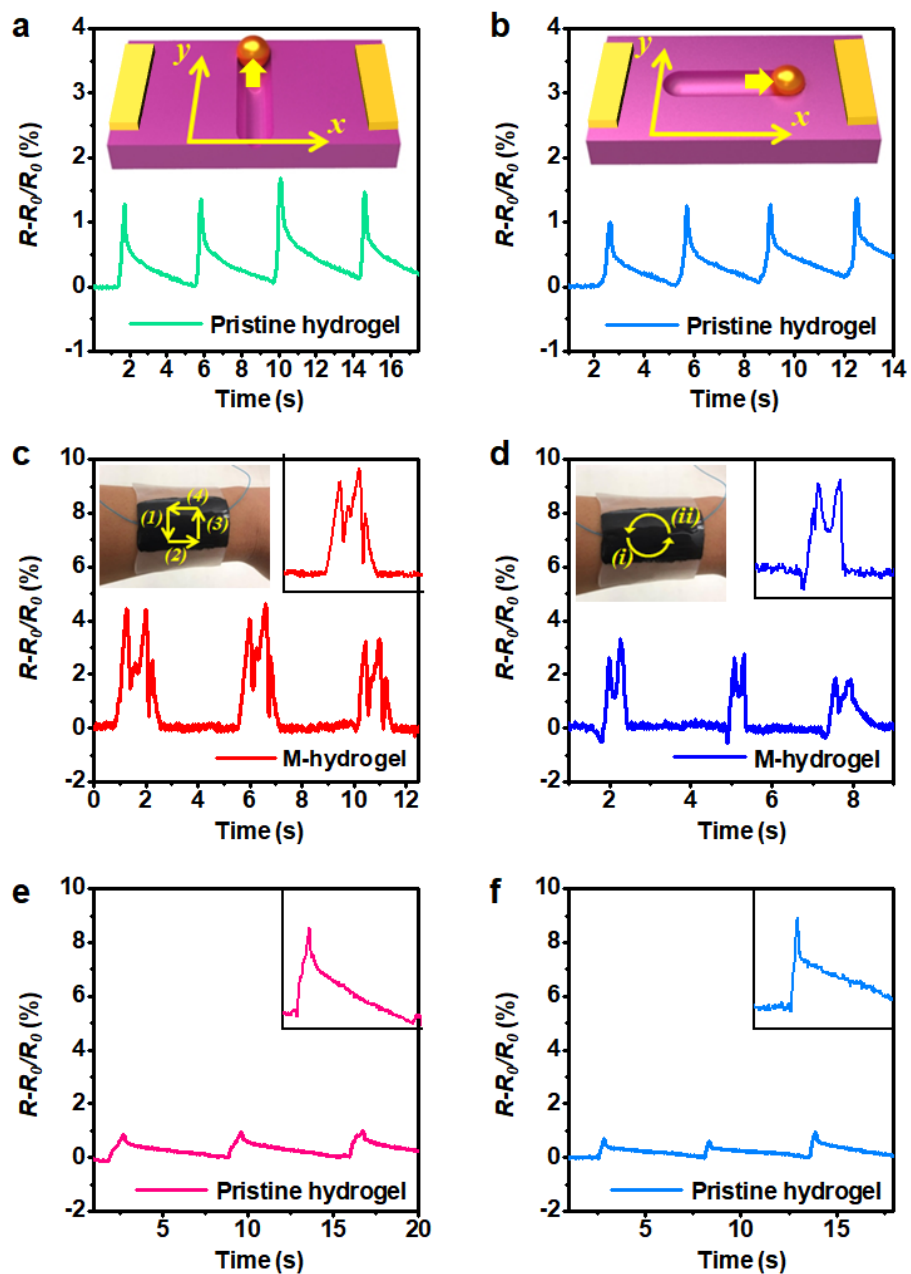 a
4
3
2
1
0
-1
R-R0/R0 (%)
y
x
Pristine hydrogel
2 4 6 8 10 12 14 16
Time (s)
b
4
3
2
1
0
-1
R-R0/R0 (%)
y
x
Pristine hydrogel
2 4 6 8 10 12 14
Time (s)
c
10
8
6
4
2
0
-2
R-R0/R0 (%)
(4)
(1)
(3)
(2)
M-hydrogel
0 2 4 6 8 10 12
Time (s)
d
10
8
6
4
2
0
-2
R-R0/R0 (%)
(ii)
(i)
M-hydrogel
2 4 6 8
Time (s)
e
10
8
6
4
2
0
-2
R-R0/R0 (%)
Pristine hydrogel
5 10 15 20
Time (s)
f
10
8
6
4
2
0
-2
R-R0/R0 (%)
Pristine hydrogel
5 10 15
Time (s)